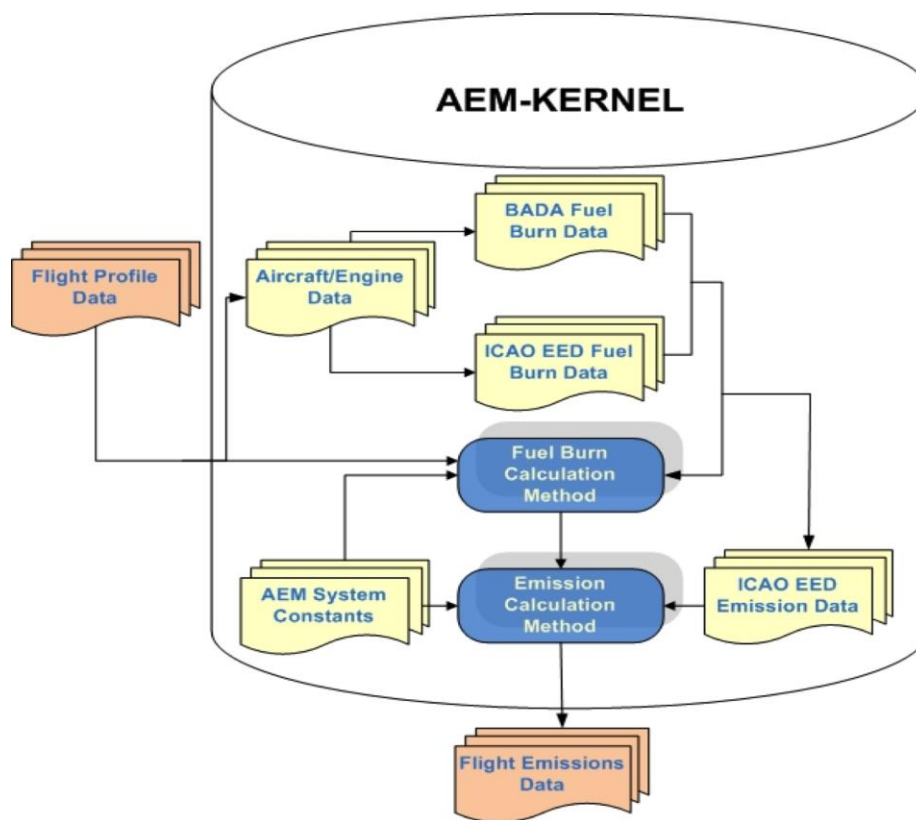 AEM-KERNEL
BADA Fuel
Burn Data
Flight Profile
Data
Aircraft/Engine
Data
ICAO EED Fuel
Burn Data
Fuel Burn
Calculation
Method
AEM System
Constants
Emission
Calculation
Method
ICAO EED
Emission Data
Flight Emissions
Data